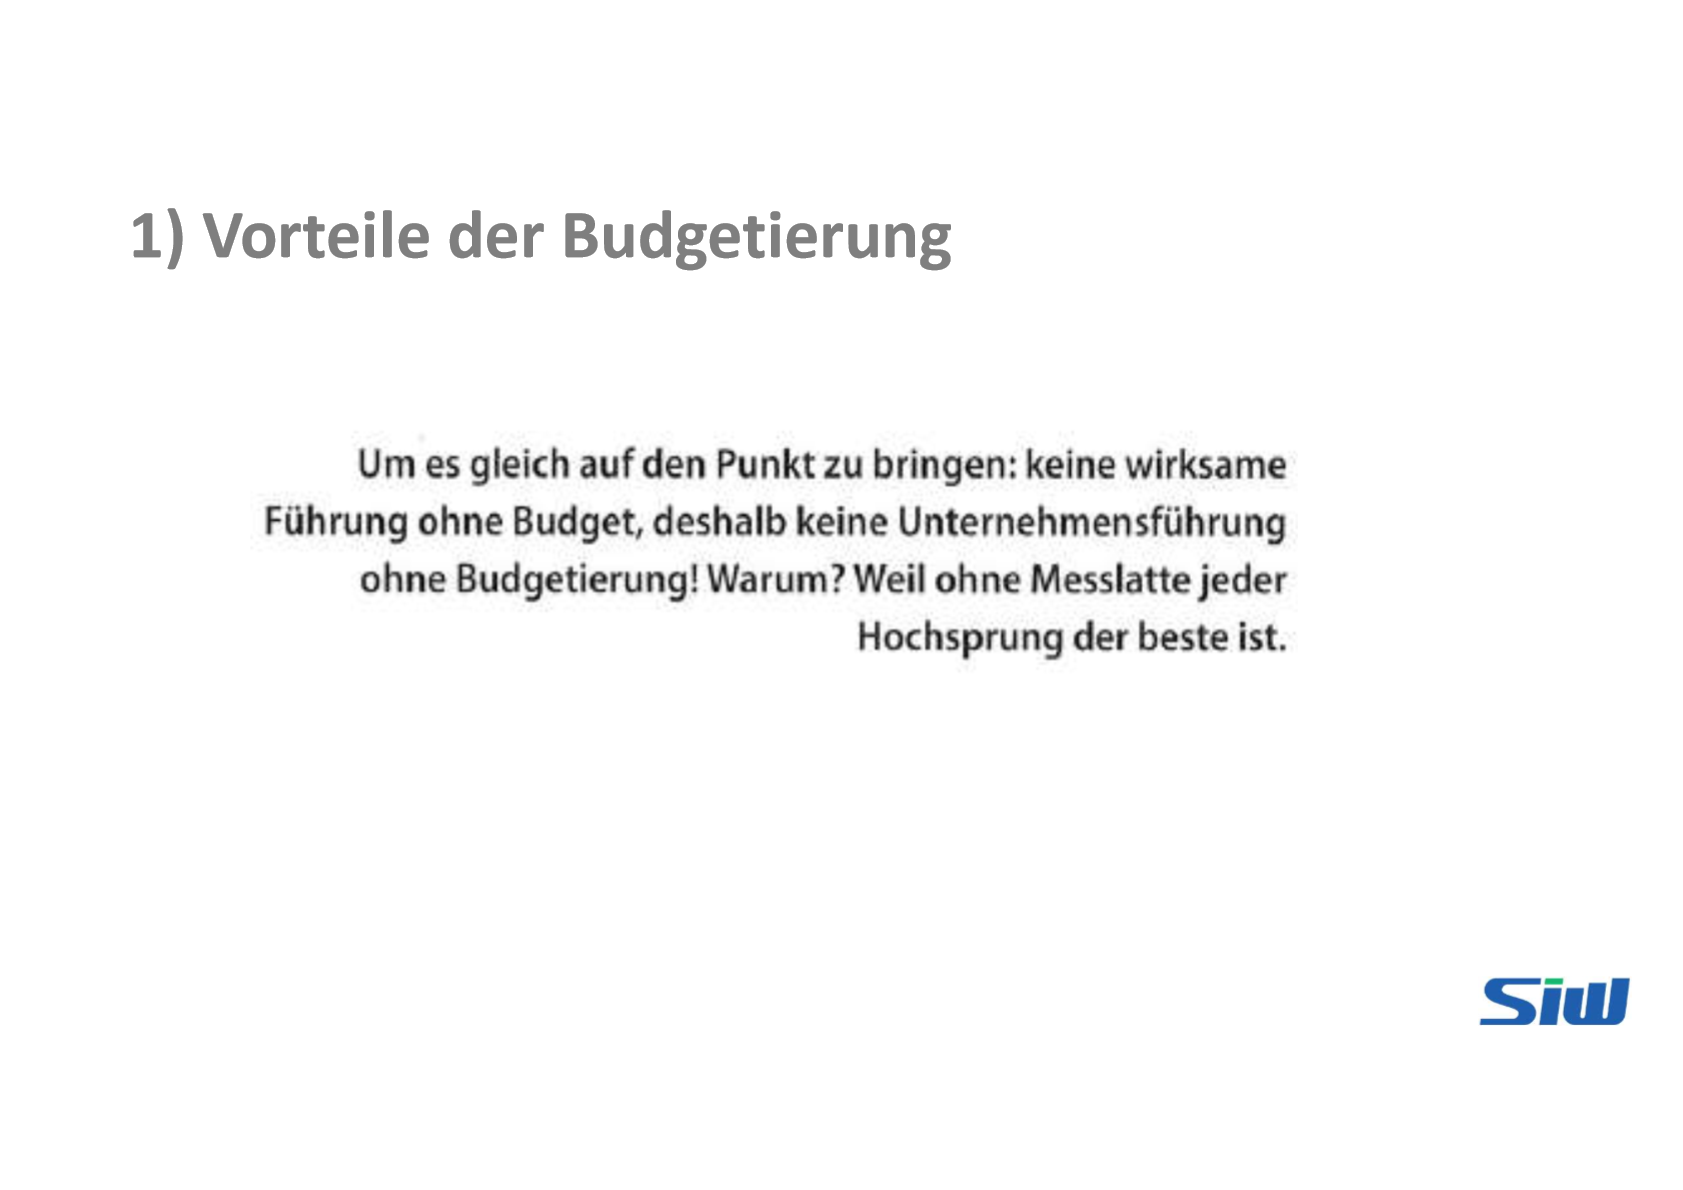 1) Vorteile der Budgetierung
Um es gleich auf den Punkt zu bringen: keine wirksame
Führung ohne Budget, deshalb keine Unternehmensführung
ohne Budgetierung! Warum? Weil ohne Messlatte jeder
Hochsprung der beste ist.
Siw